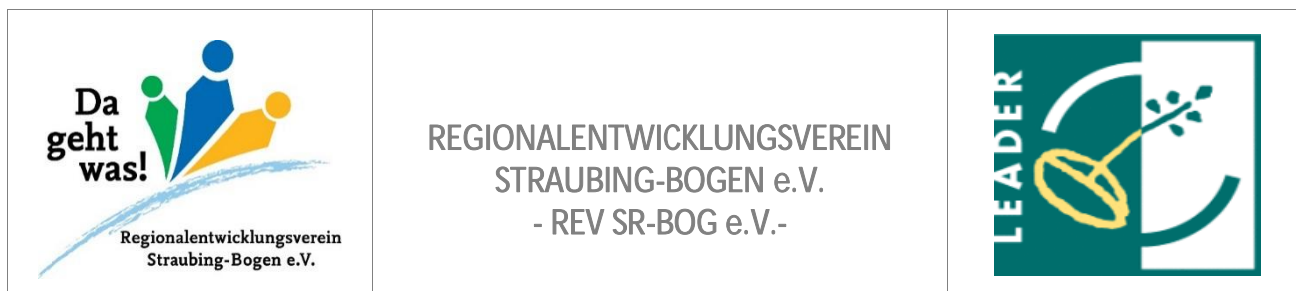 Da
geht
was!
Regionalentwicklungsverein
Straubing-Bogen e.V.
REGIONALENTWICKLUNGSVEREIN
STRAUBING-BOGEN e.V.
- REV SR-BOG e.V.-
LEADER